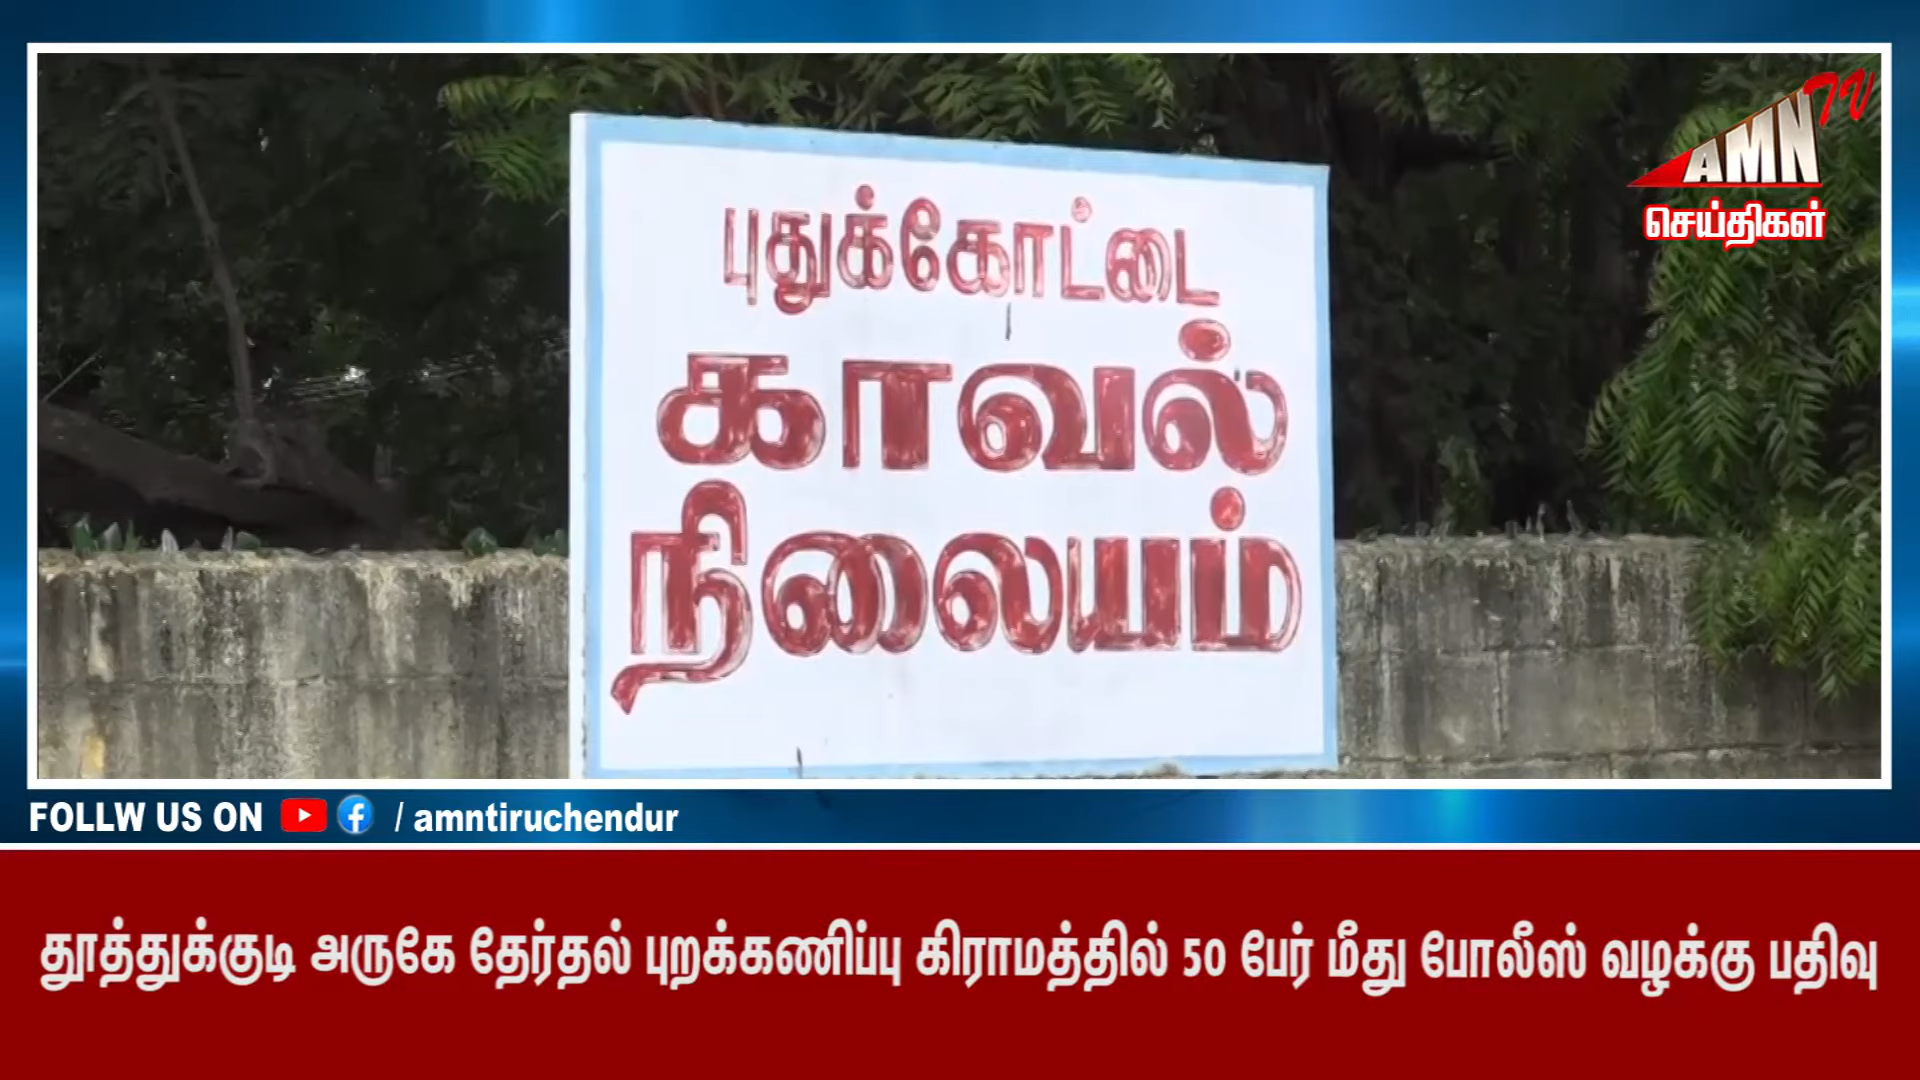 AMN TV
செய்திகள்
புதுக்கோட்டை
காவல்
நிலையம்
FOLLW US ON / amntiruchendur
தூத்துக்குடி அருகே தேர்தல் புறக்கணிப்பு கிராமத்தில் 50 பேர் மீது போலீஸ் வழக்கு பதிவு